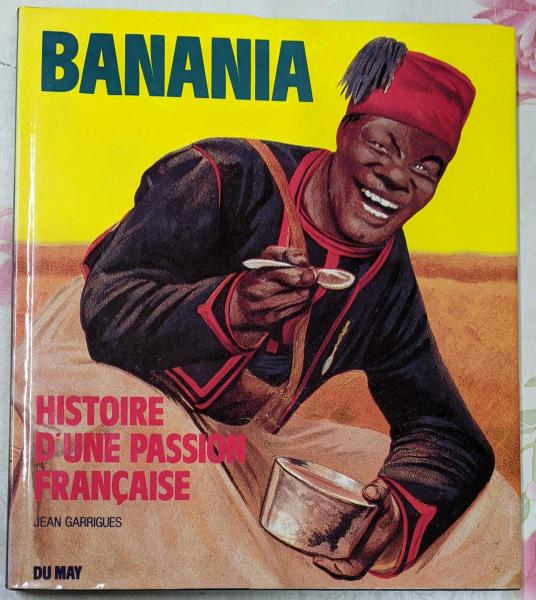 BANANIA
HISTOIRE
D'UNE PASSION
FRANÇAISE
JEAN GARRIGUES
DU MAY